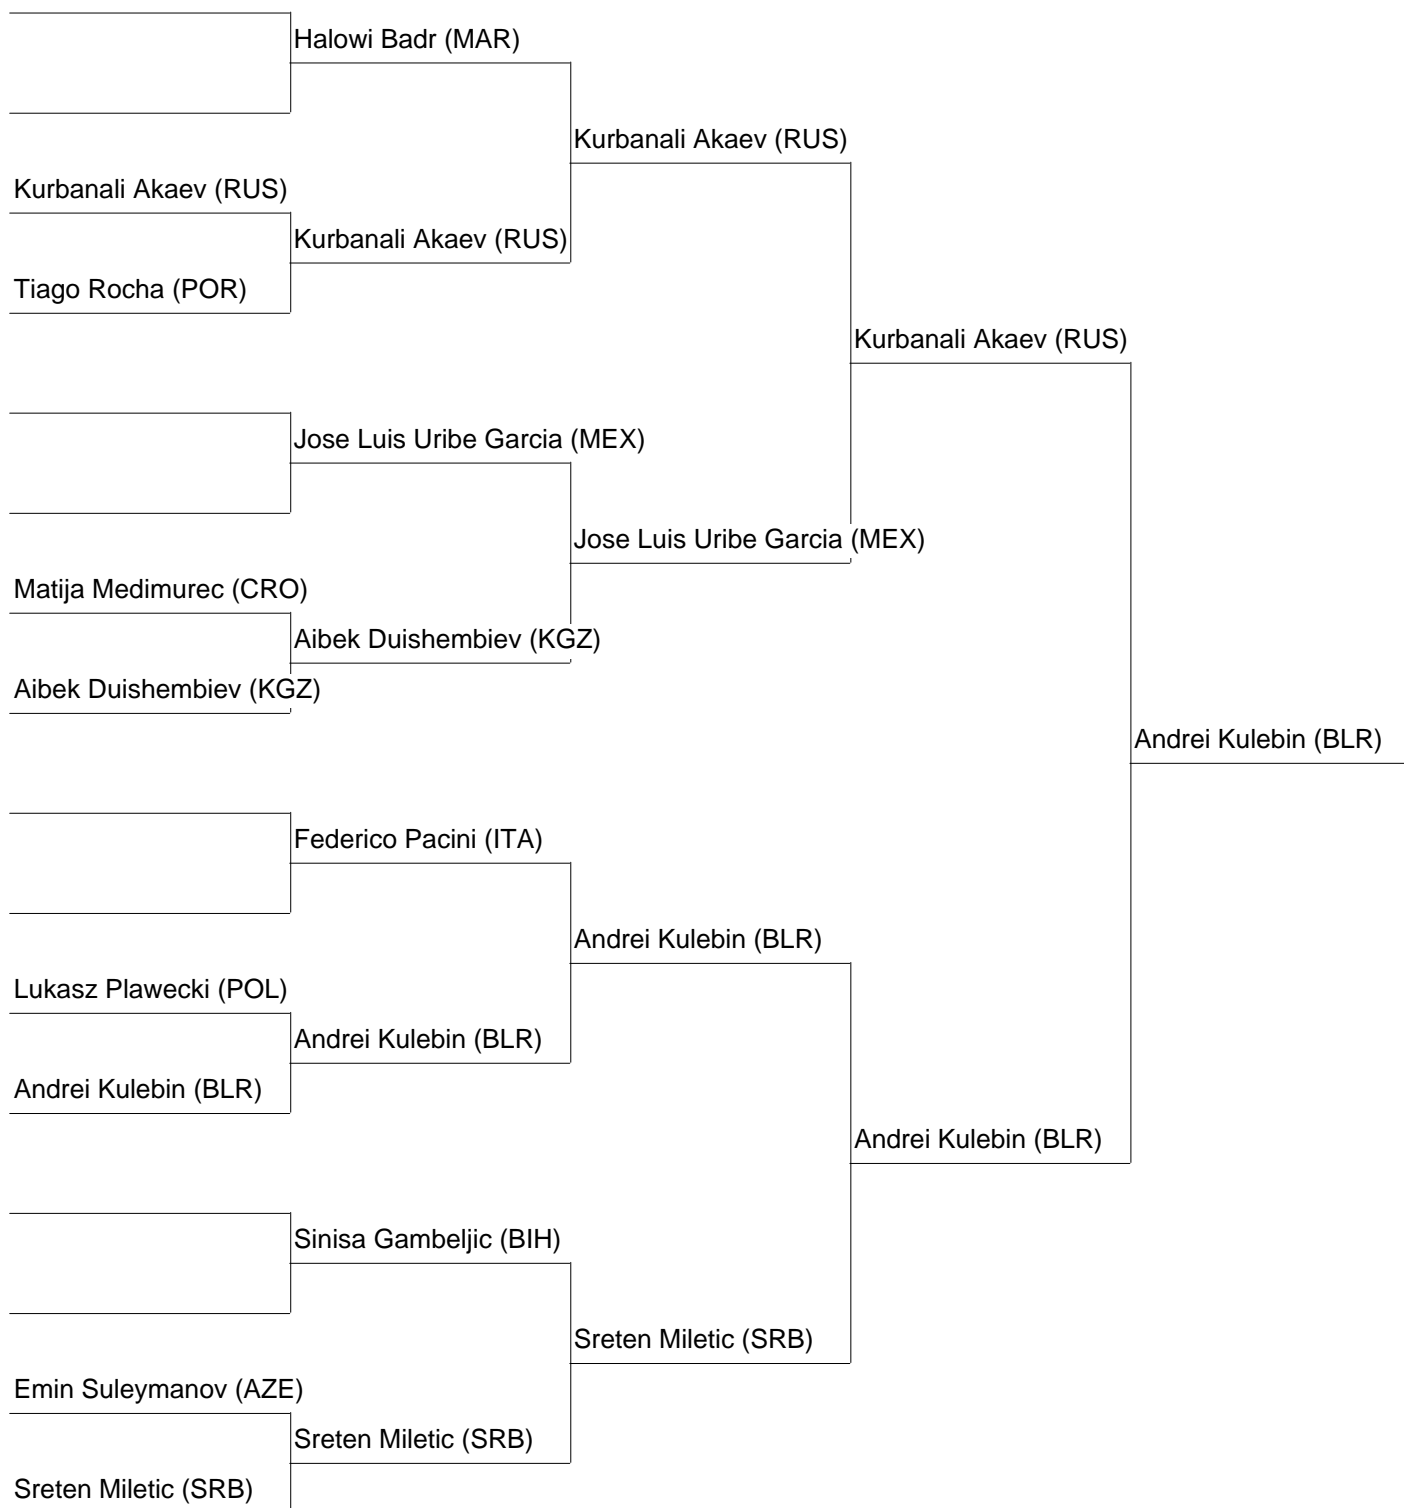 Halowi Badr (MAR)
Kurbanali Akaev (RUS)
Kurbanali Akaev (RUS)
Kurbanali Akaev (RUS)
Tiago Rocha (POR)
Kurbanali Akaev (RUS)
Jose Luis Uribe Garcia (MEX)
Jose Luis Uribe Garcia (MEX)
Matija Medimurec (CRO)
Aibek Duishembiev (KGZ)
Aibek Duishembiev (KGZ)
Andrei Kulebin (BLR)
Federico Pacini (ITA)
Andrei Kulebin (BLR)
Lukasz Plawecki (POL)
Andrei Kulebin (BLR)
Andrei Kulebin (BLR)
Andrei Kulebin (BLR)
Sinisa Gambeljic (BIH)
Sreten Miletic (SRB)
Emin Suleymanov (AZE)
Sreten Miletic (SRB)
Sreten Miletic (SRB)